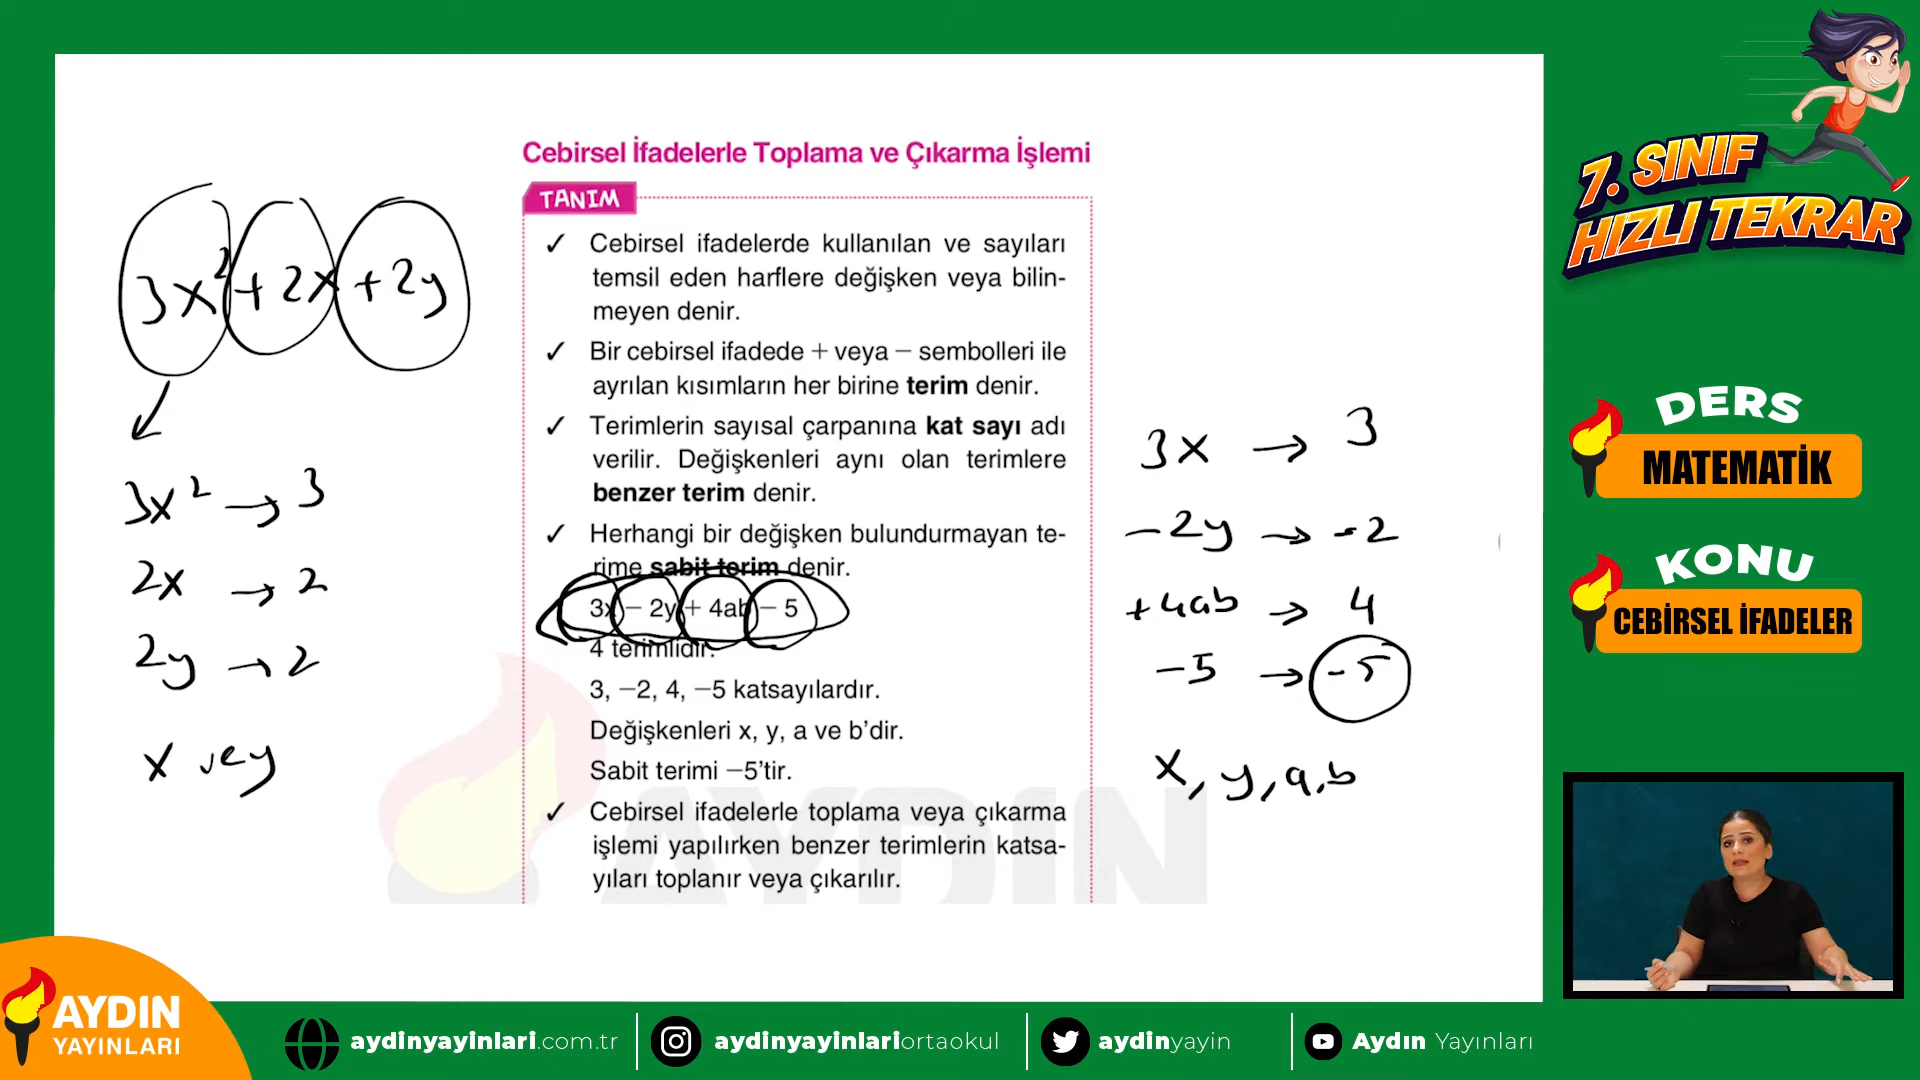 7. SINIF
HIZLI TEKRAR
Cebirsel İfadelerle Toplama ve Çıkarma İşlemi
TANIM
✓ Cebirsel ifadelerde kullanılan ve sayıları
temsil eden harflere değişken veya bilin-
meyen denir.
✓ Bir cebirsel ifadede + veya − sembolleri ile
ayrılan kısımların her birine terim denir.
✓ Terimlerin sayısal çarpanına kat sayı adı
verilir. Değişkenleri aynı olan terimlere
benzer terim denir.
✓ Herhangi bir değişken bulundurmayan te-
rime sabit terim denir.
3x − 2y + 4ab − 5
4 terimlidir.
3, −2, 4, −5 katsayılardır.
Değişkenleri x, y, a ve b’dir.
Sabit terimi −5’tir.
✓ Cebirsel ifadelerle toplama veya çıkarma
işlemi yapılırken benzer terimlerin katsa-
yıları toplanır veya çıkarılır.
3x² + 2x + 2y
3x² → 3
2x → 2
2y → 2
x vey
3x → 3
−2y → −2
+4ab → 4
−5 → −5
x, y, a, b
AYDIN
DERS
MATEMATİK
KONU
CEBİRSEL İFADELER
AYDIN
YAYINLARI
aydinyayinlari.com.tr
aydinyayinlariortaokul
aydinyayin
Aydın Yayınları